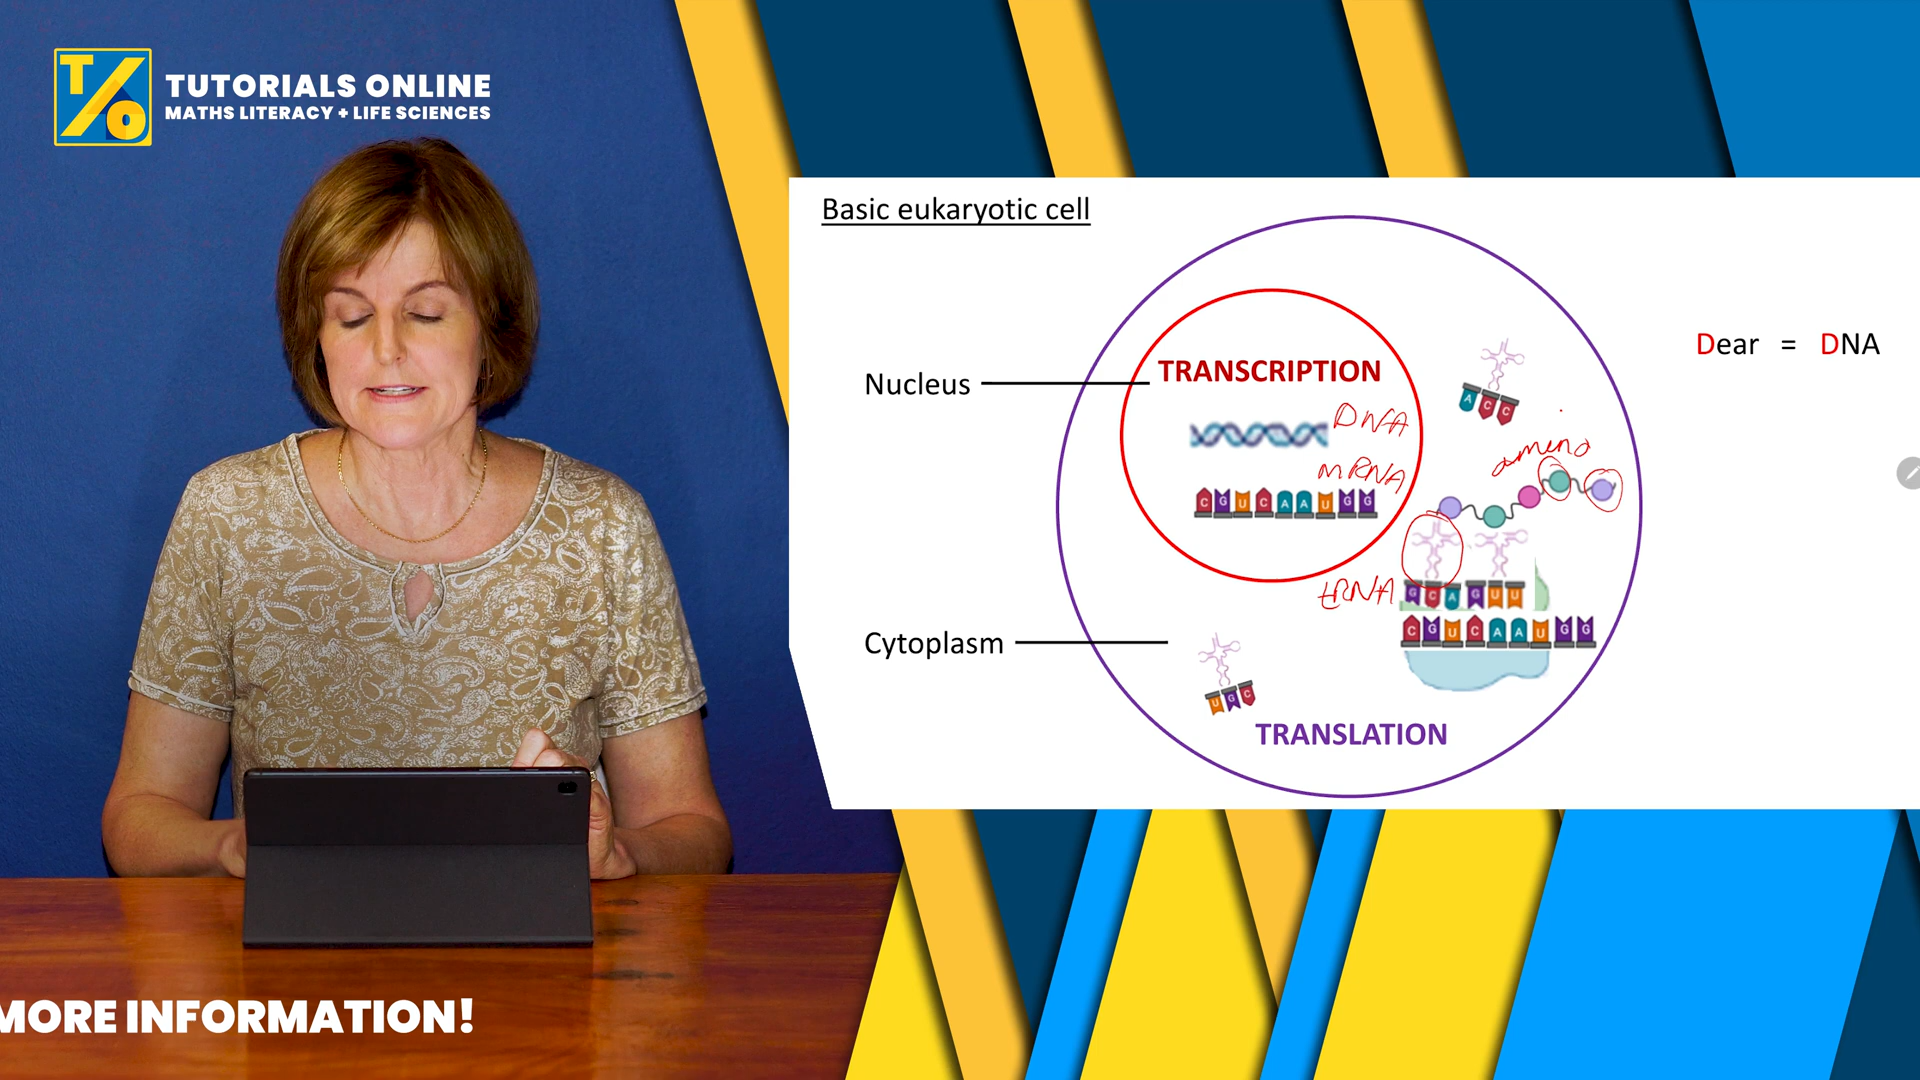 T/O
TUTORIALS ONLINE
MATHS LITERACY + LIFE SCIENCES
Basic eukaryotic cell
Nucleus
TRANSCRIPTION
DNA
mRNA
C G U C A A U G G
Dear = DNA
A C C
amino
tRNA
G C A G U U
C G U C A A U G G
Cytoplasm
U G C
TRANSLATION
MORE INFORMATION!